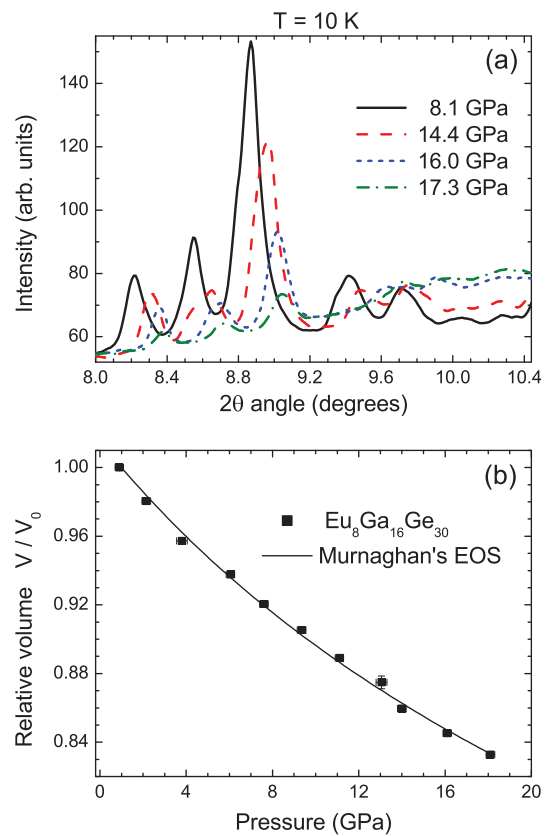 T = 10 K
(a)
8.1 GPa
14.4 GPa
16.0 GPa
17.3 GPa
Intensity (arb. units)
60
80
100
120
140
8.0 8.4 8.8 9.2 9.6 10.0 10.4
2θ angle (degrees)
(b)
Eu₈Ga₁₆Ge₃₀
Murnaghan's EOS
Relative volume V / V₀
1.00
0.96
0.92
0.88
0.84
0 4 8 12 16 20
Pressure (GPa)